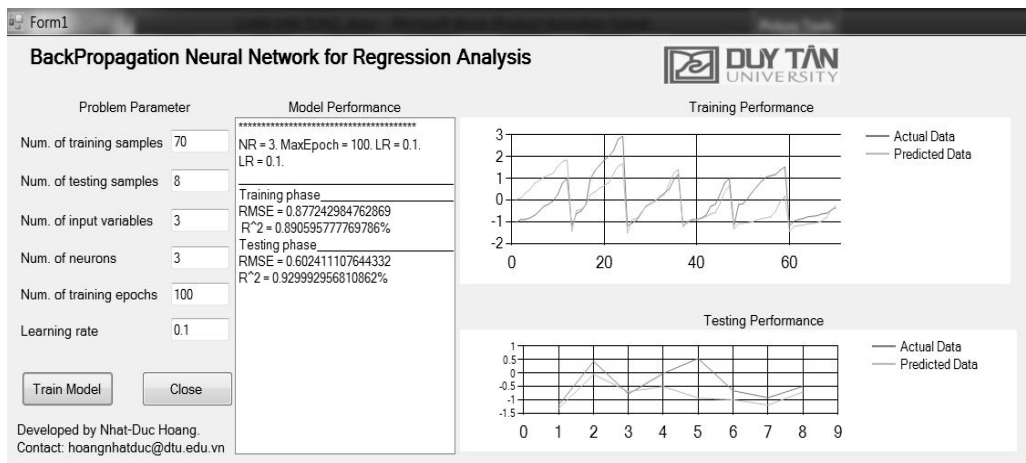 Form1
BackPropagation Neural Network for Regression Analysis
DUY TÂN
UNIVERSITY
Problem Parameter
Num. of training samples 70
Num. of testing samples 8
Num. of input variables 3
Num. of neurons 3
Num. of training epochs 100
Learning rate 0.1
Train Model Close
Developed by Nhat-Duc Hoang.
Contact: hoangnhatduc@dtu.edu.vn
Model Performance
****************************************
NR = 3. MaxEpoch = 100. LR = 0.1.
LR = 0.1.
Training phase
RMSE = 0.877242984762869
R^2 = 0.890595777769786%
Testing phase
RMSE = 0.602411107644332
R^2 = 0.929992956810862%
Training Performance
3
2
1
0
-1
-2
0 20 40 60
Actual Data
Predicted Data
Testing Performance
1
0.5
0
-0.5
-1
-1.5
0 1 2 3 4 5 6 7 8 9
Actual Data
Predicted Data